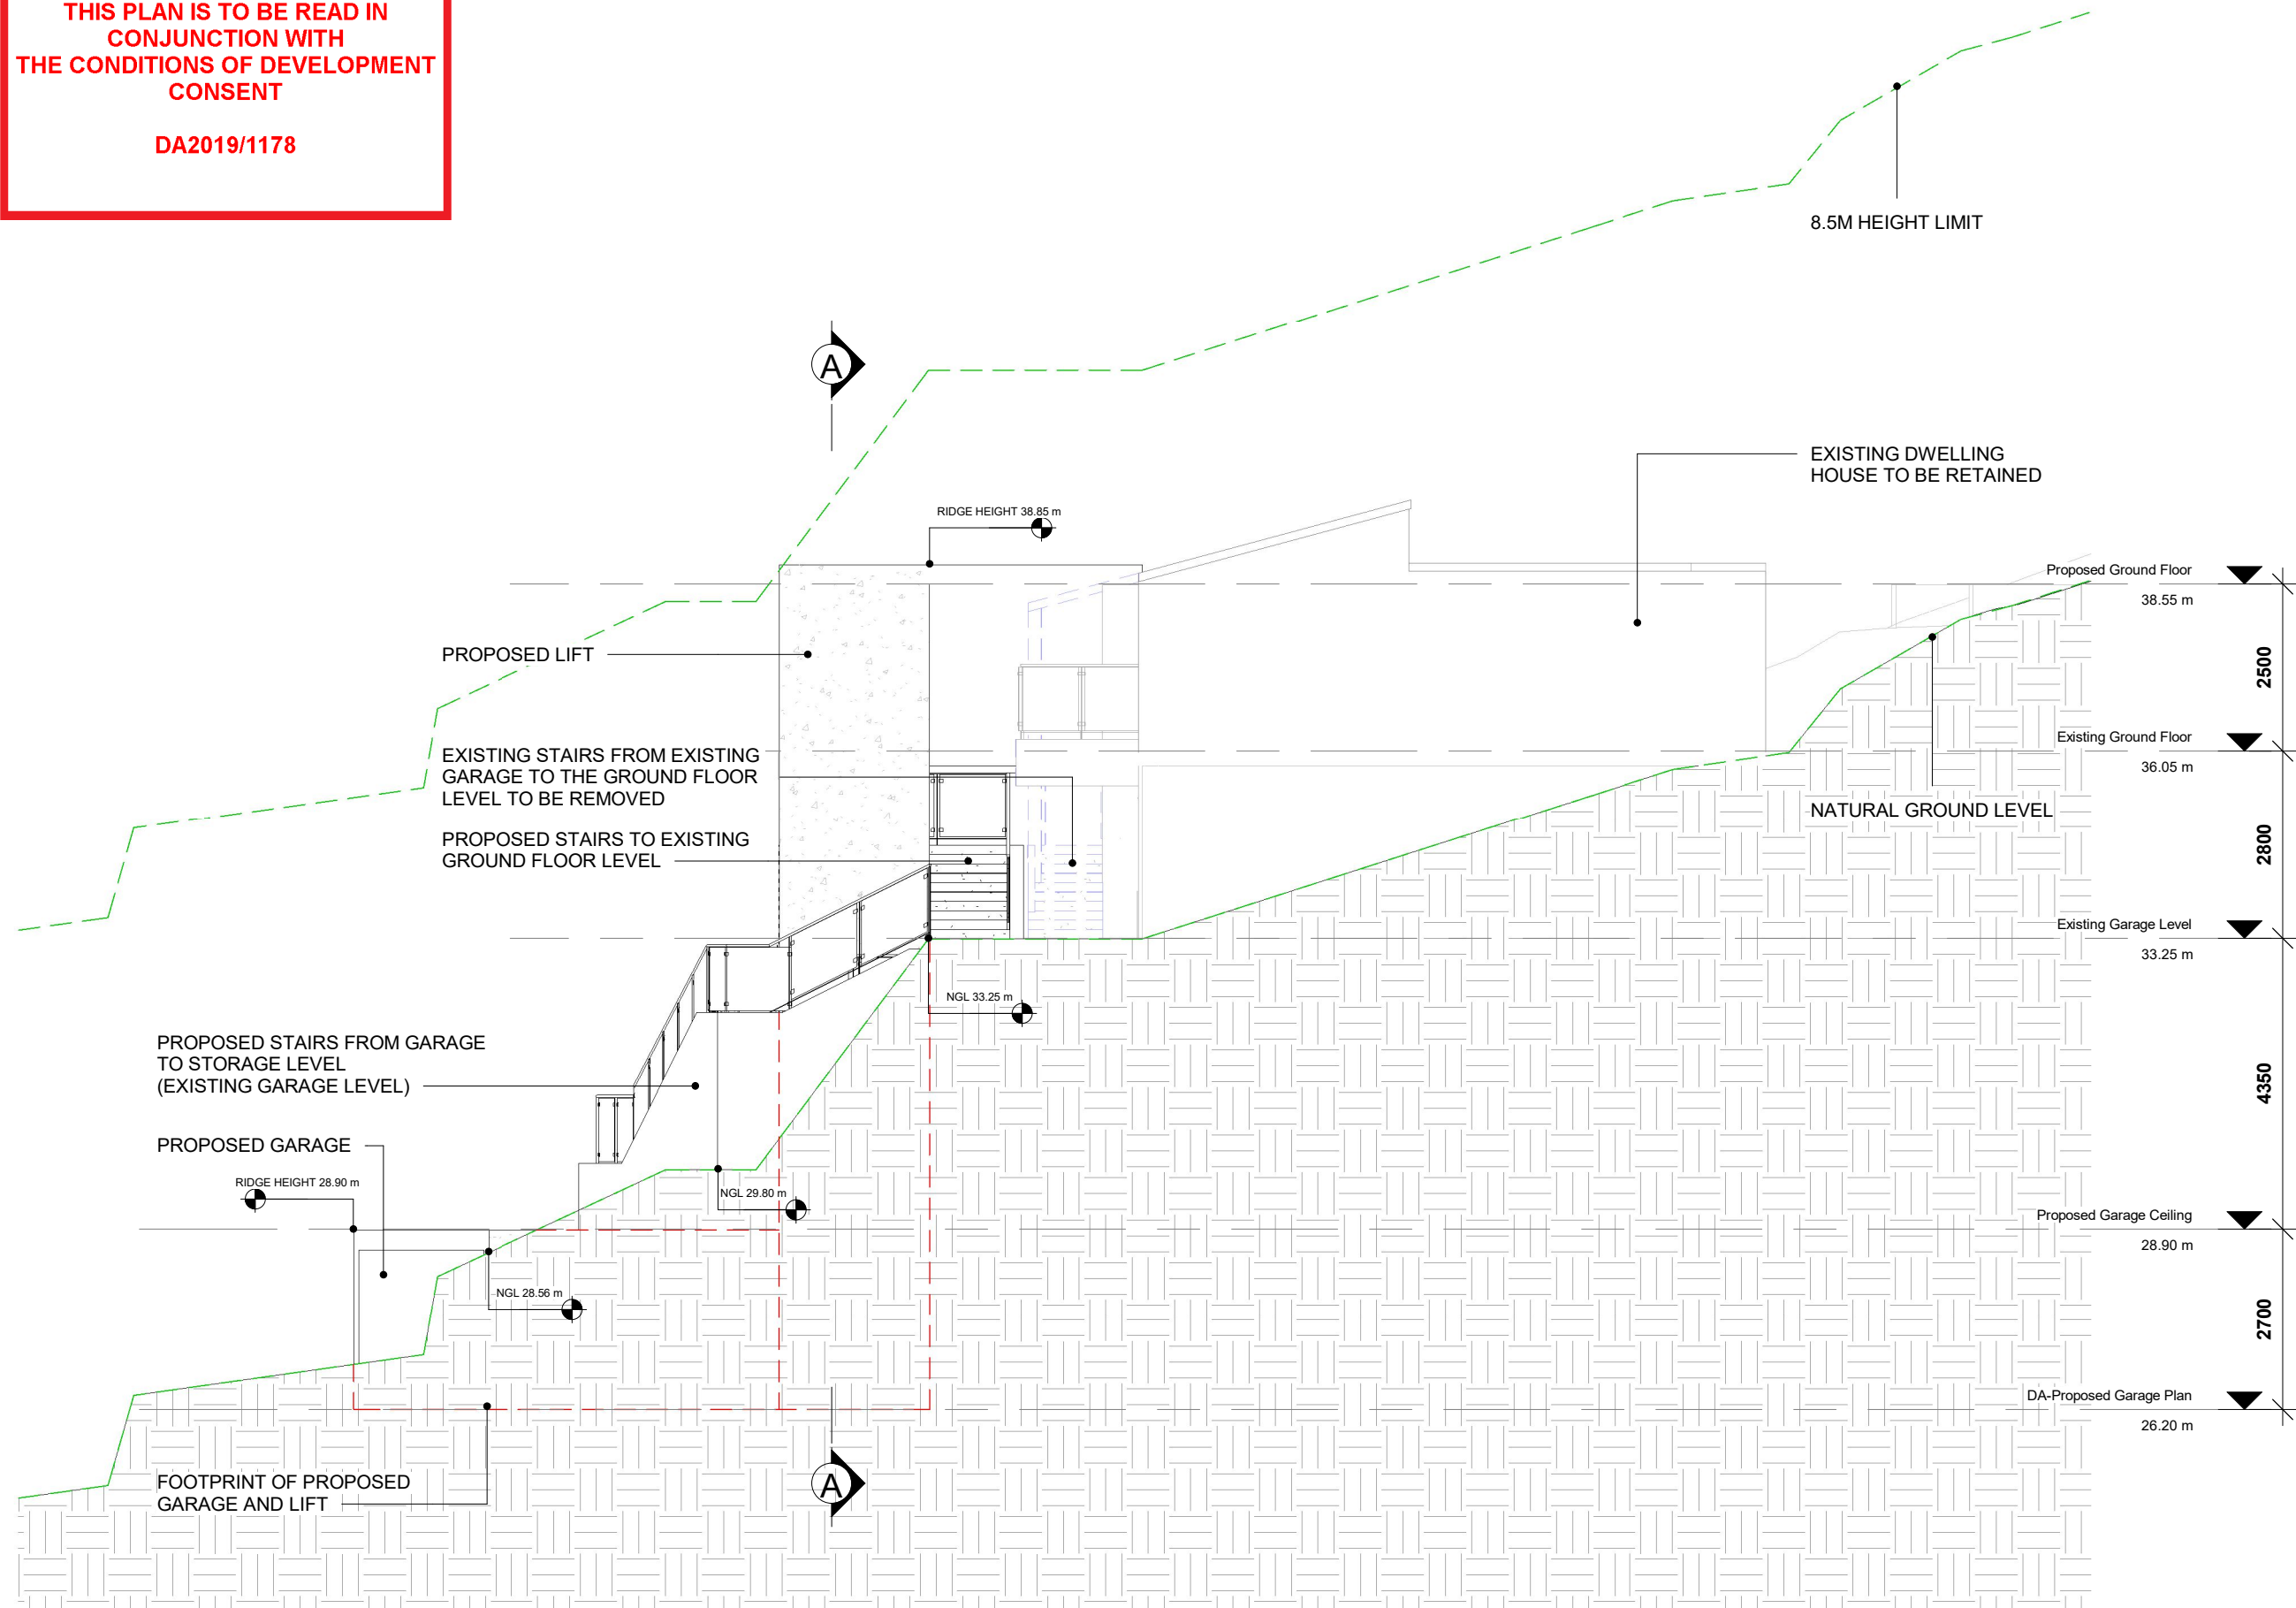 THIS PLAN IS TO BE READ IN
CONJUNCTION WITH
THE CONDITIONS OF DEVELOPMENT
CONSENT
DA2019/1178
8.5M HEIGHT LIMIT
A
EXISTING DWELLING
HOUSE TO BE RETAINED
RIDGE HEIGHT 38.85 m
Proposed Ground Floor
38.55 m
2500
PROPOSED LIFT
EXISTING STAIRS FROM EXISTING
GARAGE TO THE GROUND FLOOR
LEVEL TO BE REMOVED
Existing Ground Floor
36.05 m
NATURAL GROUND LEVEL
2800
PROPOSED STAIRS TO EXISTING
GROUND FLOOR LEVEL
Existing Garage Level
33.25 m
NGL 33.25 m
PROPOSED STAIRS FROM GARAGE
TO STORAGE LEVEL
(EXISTING GARAGE LEVEL)
4350
PROPOSED GARAGE
RIDGE HEIGHT 28.90 m
NGL 29.80 m
Proposed Garage Ceiling
28.90 m
NGL 28.56 m
2700
DA-Proposed Garage Plan
26.20 m
FOOTPRINT OF PROPOSED
GARAGE AND LIFT
A